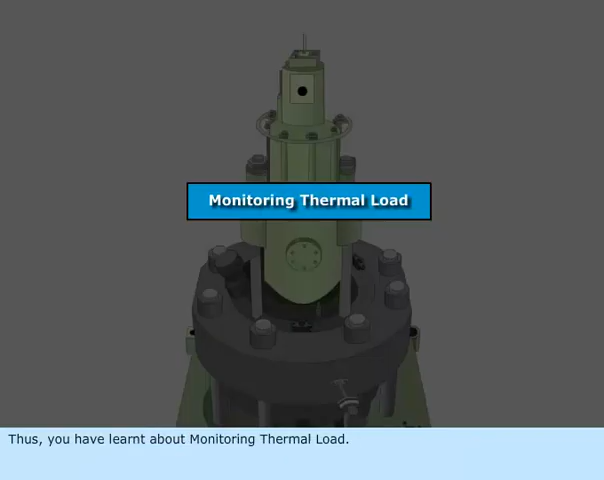 Monitoring Thermal Load
Thus, you have learnt about Monitoring Thermal Load.